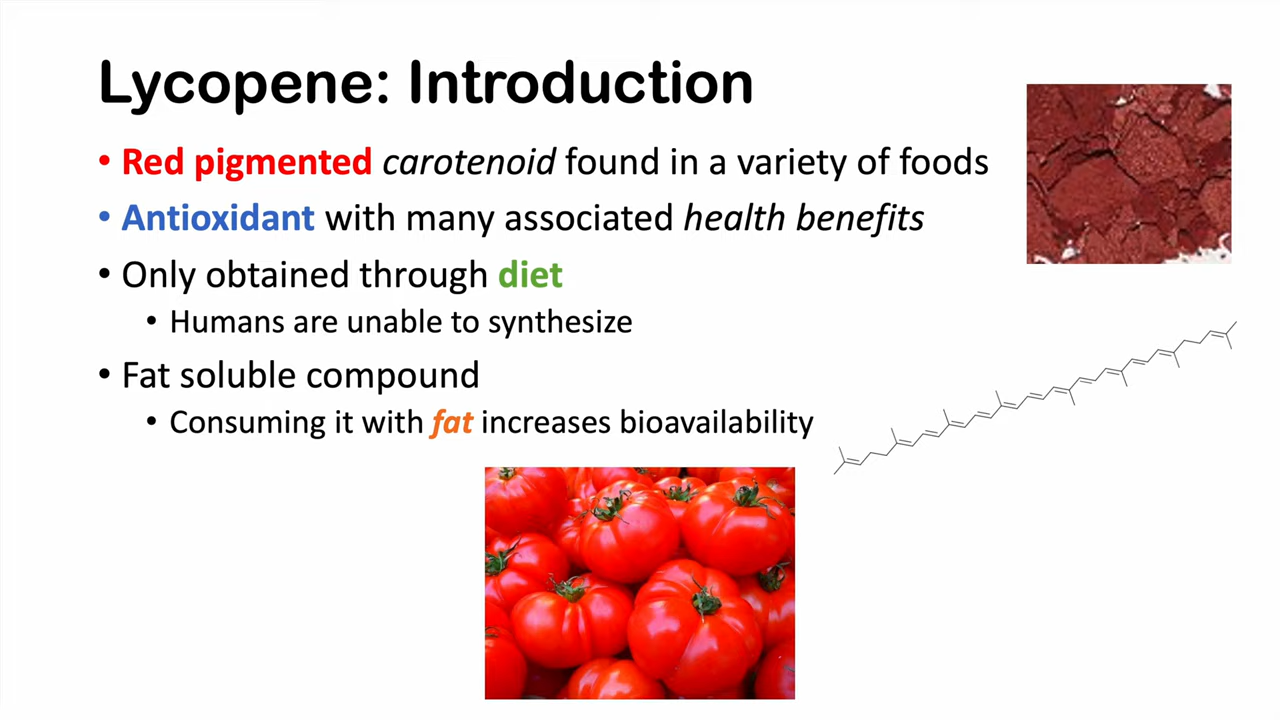 Lycopene: Introduction
• Red pigmented carotenoid found in a variety of foods
• Antioxidant with many associated health benefits
• Only obtained through diet
• Humans are unable to synthesize
• Fat soluble compound
• Consuming it with fat increases bioavailability